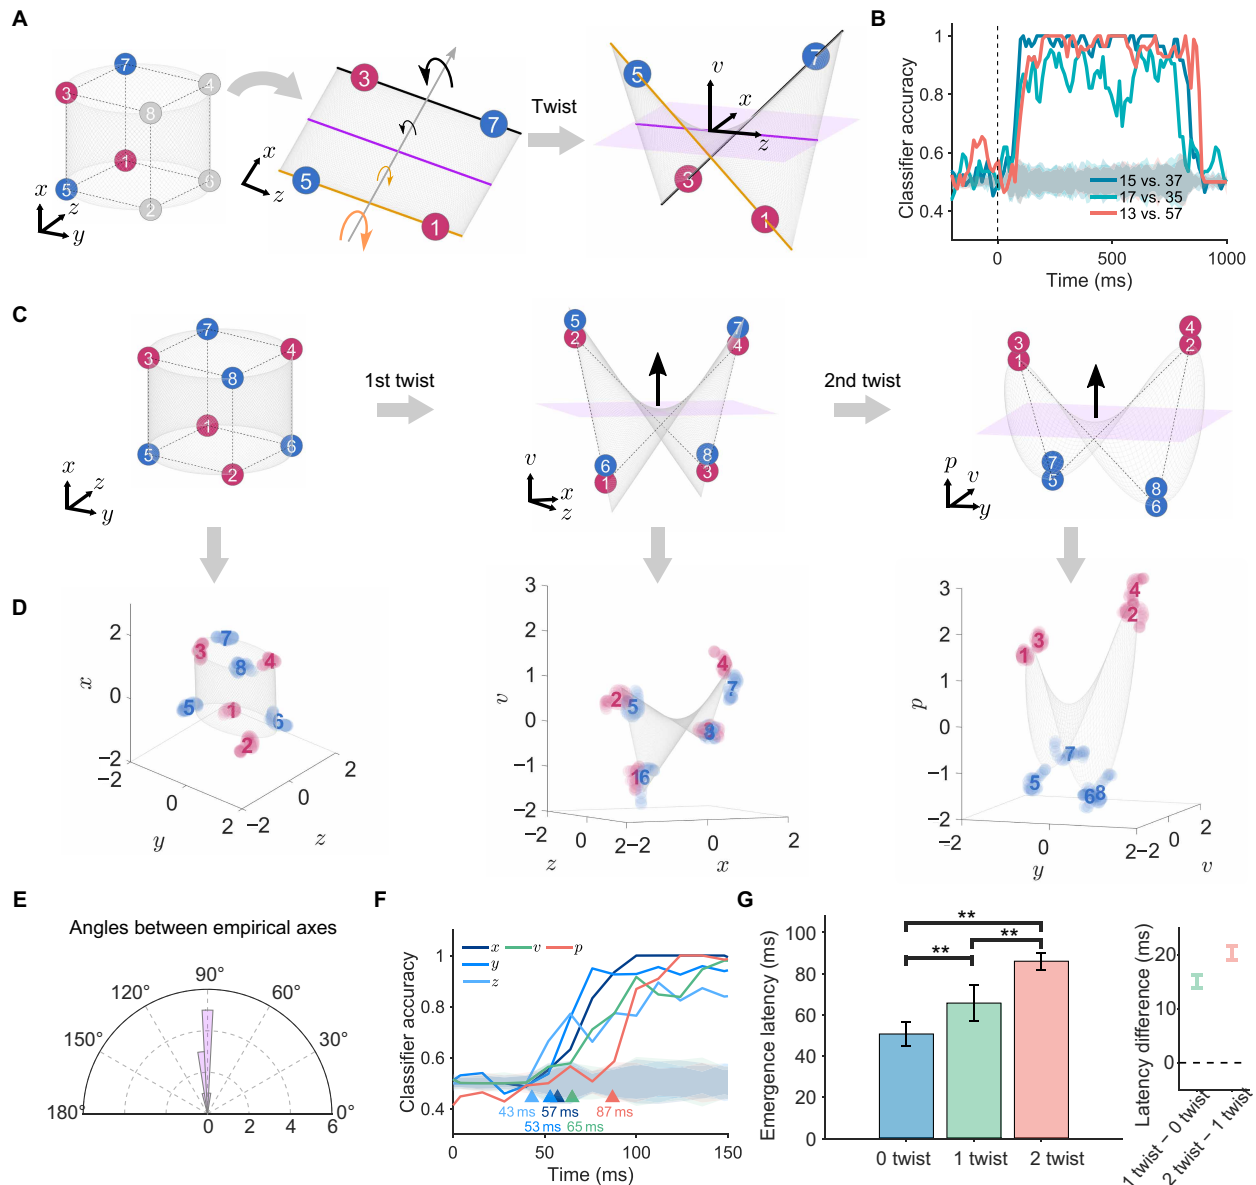 A
7
3
4
8
1
5
6
2
x
z
y
3
7
5
1
x
z
Twist
5
7
3
1
v
x
z
B
1
0.8
0.6
0.4
Classifier accuracy
15 vs. 37
17 vs. 35
13 vs. 57
0
500
1000
Time (ms)
C
7
3
4
8
1
5
6
2
x
z
y
1st twist
5
2
7
4
6
1
8
3
v
x
z
2nd twist
3
1
4
2
7
5
8
6
p
v
y
D
2
0
−2
x
7
3
4
8
5
1
6
2
−2
0
2
y
−2
0
2
z
3
2
1
0
−1
−2
v
4
7
2
5
8
1
6
−2
0
2
z
−2
0
2
x
3
2
1
0
−1
−2
p
4
2
3
1
7
5
6
8
−2
0
2
y
−2
0
2
v
E
Angles between empirical axes
90°
120°
60°
150°
30°
180°
0°
0
2
4
6
F
x
v
p
y
z
1
0.8
0.6
0.4
Classifier accuracy
43 ms
57 ms
87 ms
53 ms
65 ms
0
50
100
150
Time (ms)
G
100
80
60
40
20
0
Emergence latency (ms)
**
**
**
0 twist
1 twist
2 twist
20
10
0
Latency difference (ms)
1 twist − 0 twist
2 twist − 1 twist